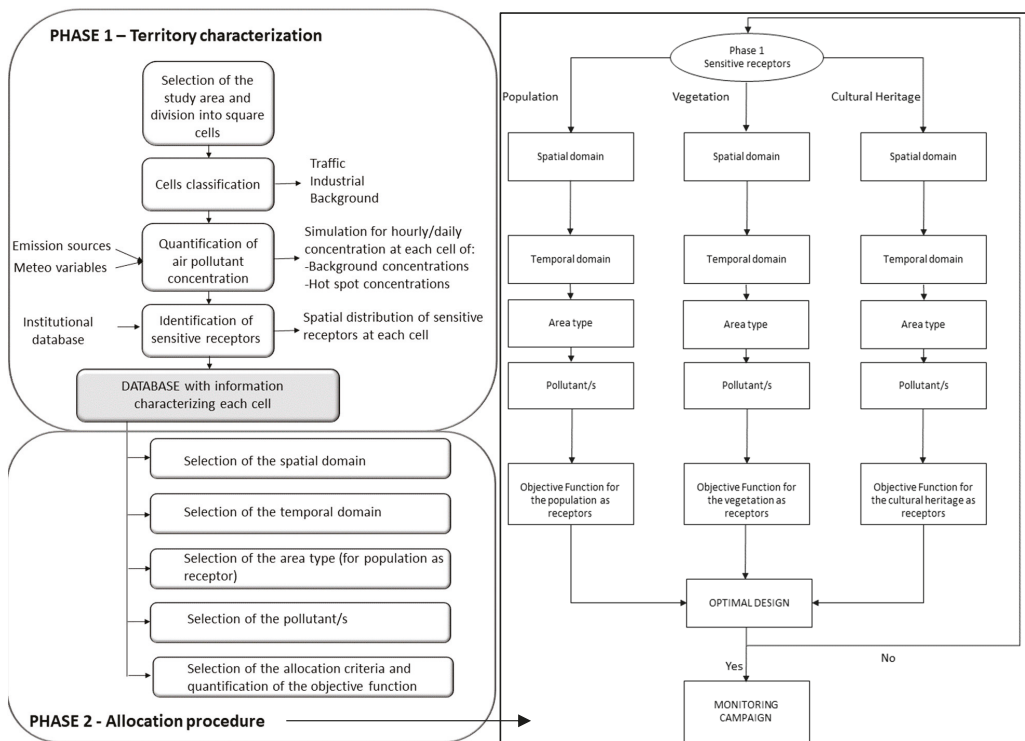 PHASE 1 – Territory characterization
Selection of the
study area and
division into square
cells
Cells classification
Traffic
Industrial
Background
Emission sources
Meteo variables
Quantification of
air pollutant
concentration
Simulation for hourly/daily
concentration at each cell of:
-Background concentrations
-Hot spot concentrations
Institutional
database
Identification of
sensitive receptors
Spatial distribution of sensitive
receptors at each cell
DATABASE with information
characterizing each cell
Selection of the spatial domain
Selection of the temporal domain
Selection of the area type (for population as
receptor)
Selection of the pollutant/s
Selection of the allocation criteria and
quantification of the objective function
PHASE 2 - Allocation procedure
Phase 1
Sensitive receptors
Population
Vegetation
Cultural Heritage
Spatial domain
Spatial domain
Spatial domain
Temporal domain
Temporal domain
Temporal domain
Area type
Area type
Area type
Pollutant/s
Pollutant/s
Pollutant/s
Objective Function for
the population as
receptors
Objective Function for
the vegetation as
receptors
Objective Function for
the cultural heritage as
receptors
OPTIMAL DESIGN
Yes
No
MONITORING
CAMPAIGN